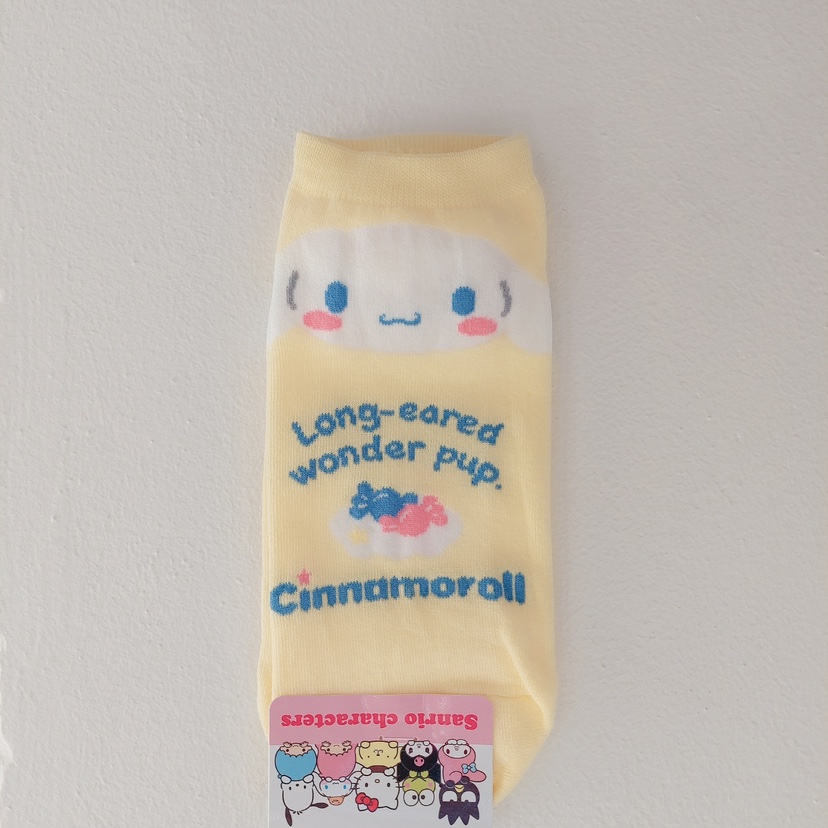 Long-eared
wonder pup.
Cinnamoroll
Sanrio characters